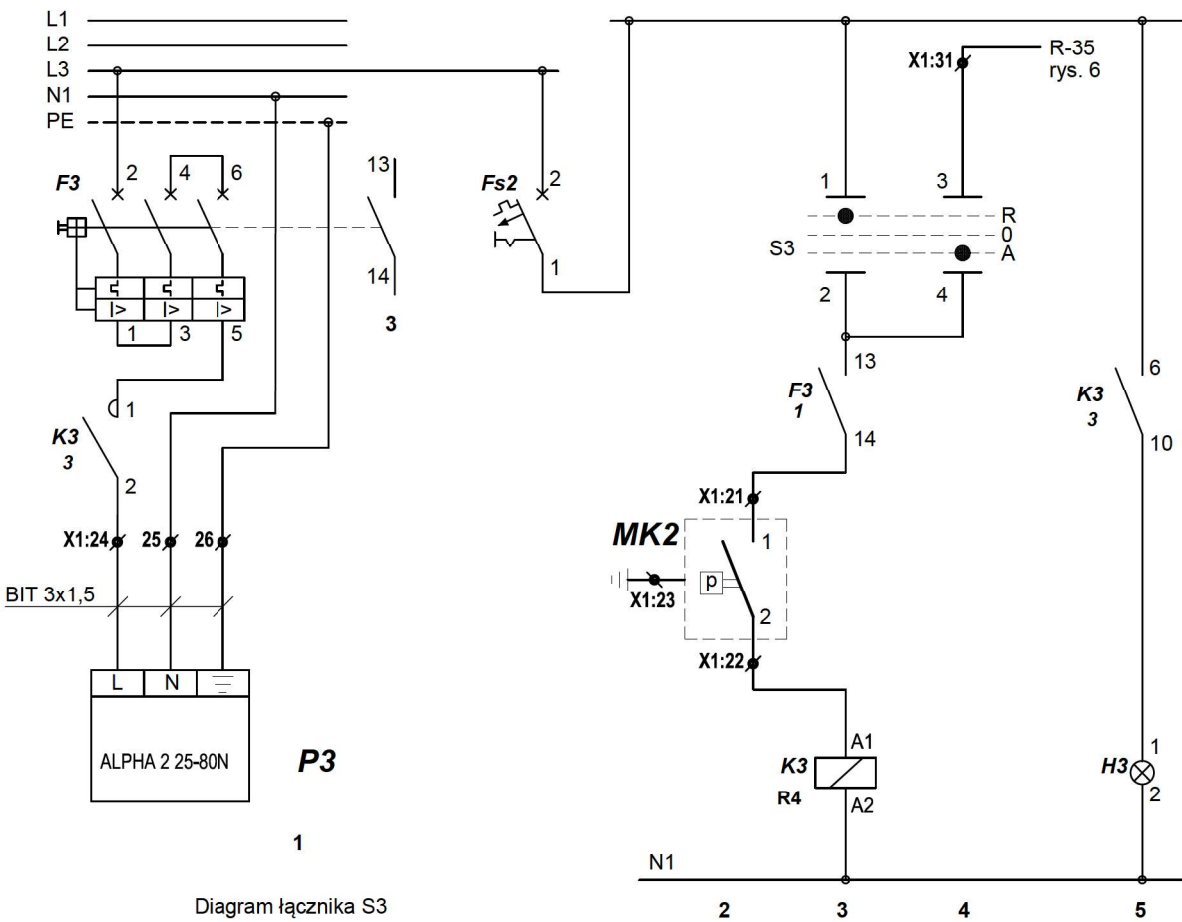 L1
L2
L3
N1
PE
R-35
rys. 6
X1:31
F3
2 4 6
13
14
3
I> I> I>
1 3 5
Fs2
2
1
1 3
S3
R
0
A
2 4
13
F3
1
14
K3
3
6
10
1
K3
3
2
X1:24 25 26
BIT 3x1,5
L N
ALPHA 2 25-80N
P3
1
X1:21
MK2
1
p
2
X1:23
X1:22
A1
K3
R4
A2
H3
1
2
N1
2 3 4 5
Diagram łącznika S3